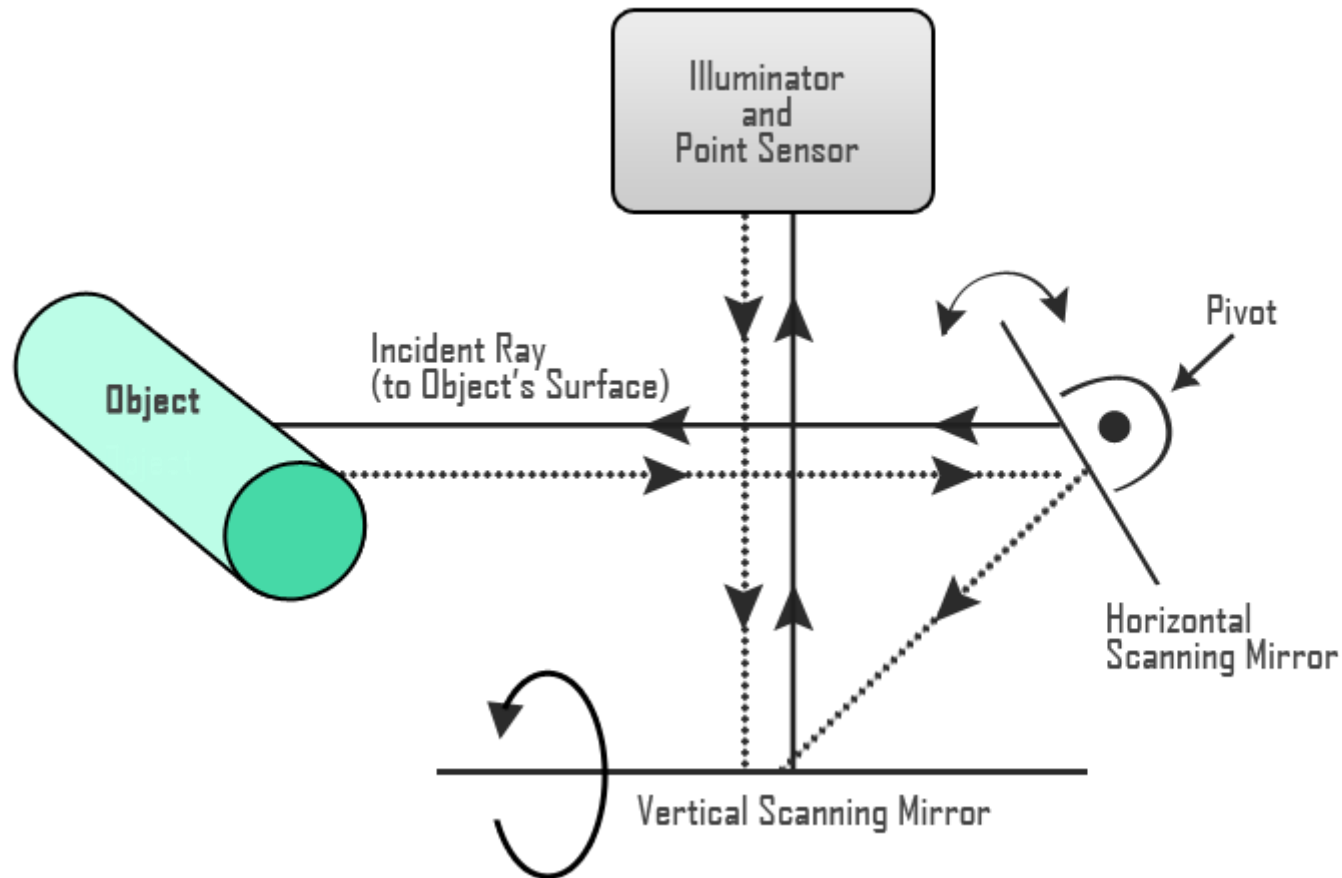 Illuminator
and
Point Sensor
Pivot
Incident Ray
(to Object's Surface)
Object
Horizontal
Scanning Mirror
Vertical Scanning Mirror